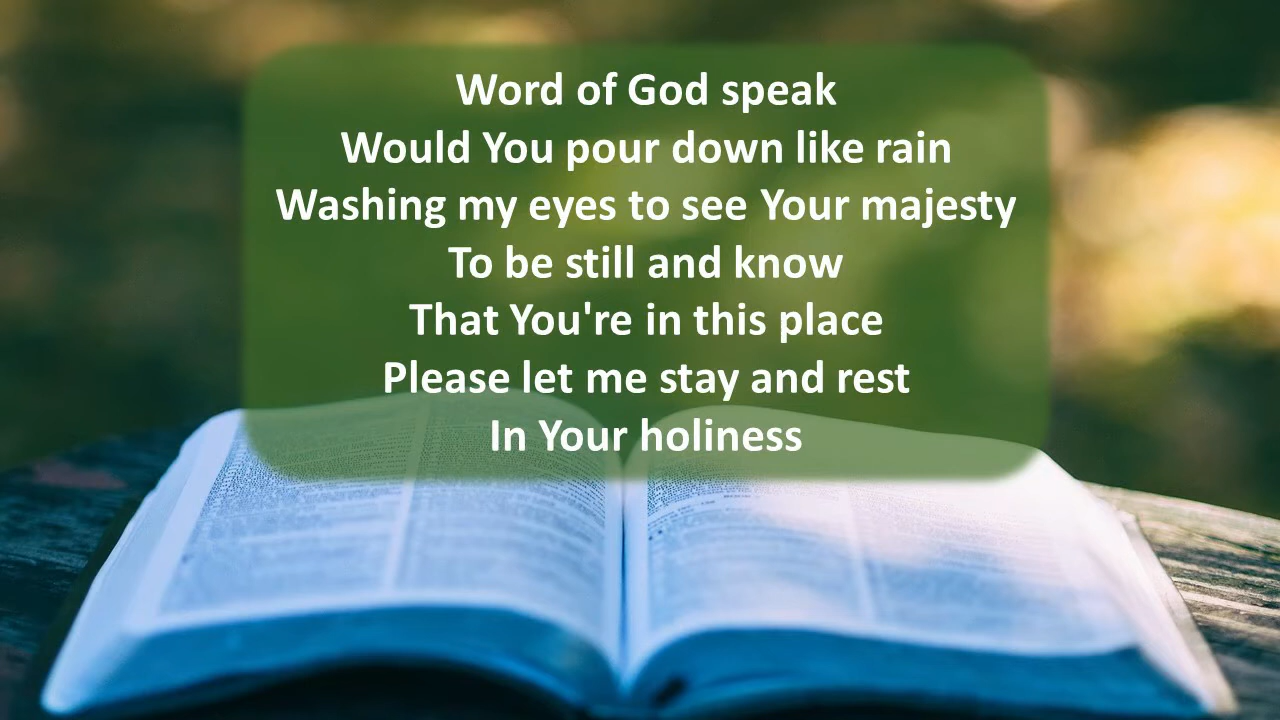 Word of God speak
Would You pour down like rain
Washing my eyes to see Your majesty
To be still and know
That You're in this place
Please let me stay and rest
In Your holiness